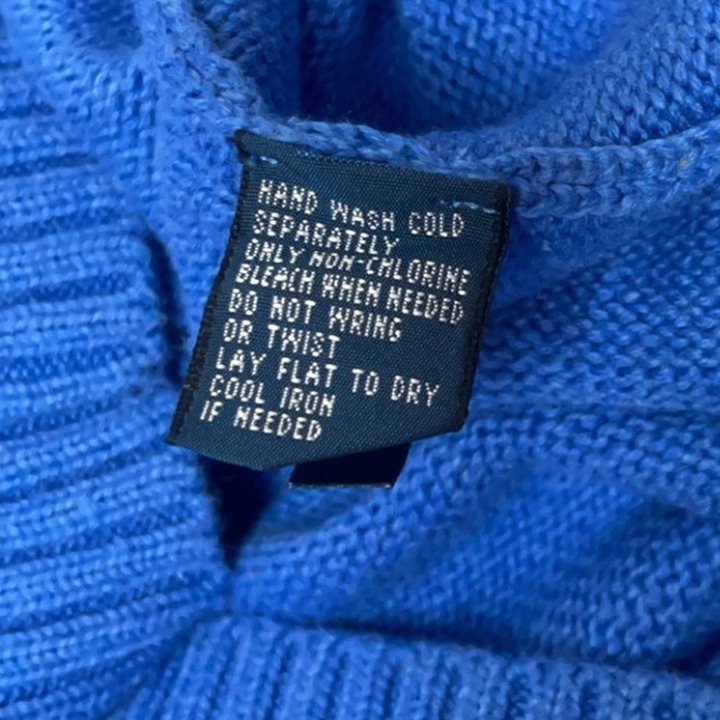 HAND WASH COLD
SEPARATELY
ONLY NON-CHLORINE
BLEACH WHEN NEEDED
DO NOT WRING
OR TWIST
LAY FLAT TO DRY
COOL IRON
IF NEEDED